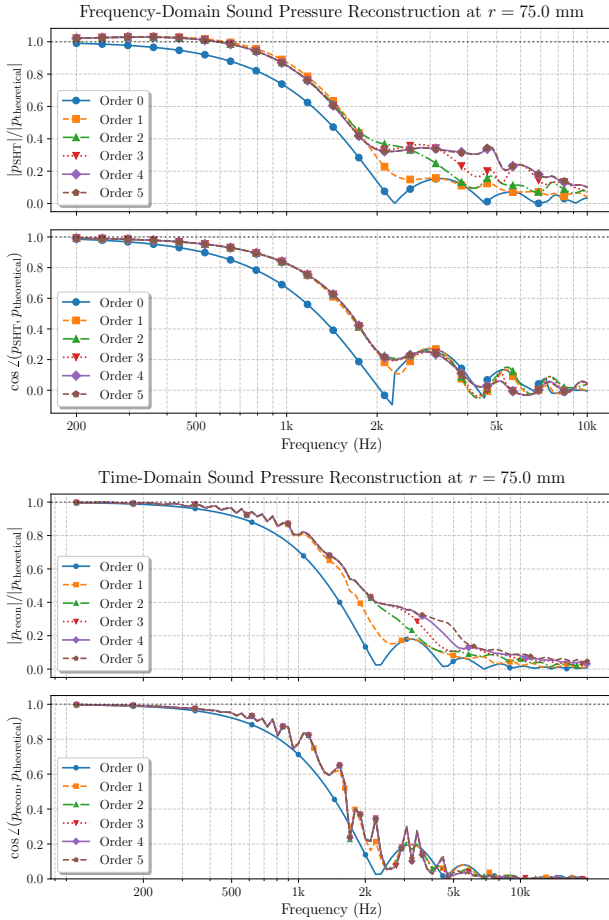 Frequency-Domain Sound Pressure Reconstruction at r = 75.0 mm
|p_SHT|/|p_theoretical|
1.0
0.8
0.6
0.4
0.2
0.0
Order 0
Order 1
Order 2
Order 3
Order 4
Order 5
cos ∠(p_SHT, p_theoretical)
1.0
0.8
0.6
0.4
0.2
0.0
Order 0
Order 1
Order 2
Order 3
Order 4
Order 5
200 500 1k 2k 5k 10k
Frequency (Hz)
Time-Domain Sound Pressure Reconstruction at r = 75.0 mm
|p_recon|/|p_theoretical|
1.0
0.8
0.6
0.4
0.2
0.0
Order 0
Order 1
Order 2
Order 3
Order 4
Order 5
cos ∠(p_recon, p_theoretical)
1.0
0.8
0.6
0.4
0.2
0.0
Order 0
Order 1
Order 2
Order 3
Order 4
Order 5
200 500 1k 2k 5k 10k
Frequency (Hz)